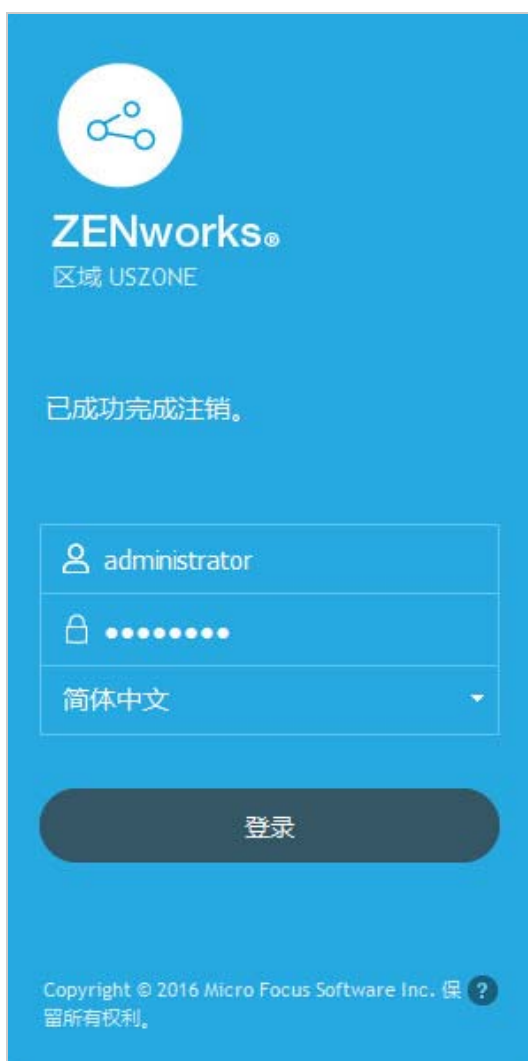 ZENworks®
区域 USZONE
已成功完成注销。
administrator
••••••••
简体中文
登录
Copyright © 2016 Micro Focus Software Inc. 保
留所有权利。
?